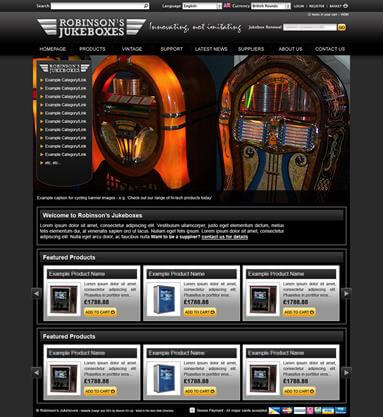 Search
Language English
Currency British Pounds
LOGIN | REGISTER | BASKET
ROBINSON'S
JUKEBOXES
Innovating, not imitating
Jukebox Renewal
GO
HOMEPAGE
PRODUCTS
VINTAGE
SUPPORT
LATEST NEWS
SUPPLIERS
ABOUT US
CONTACT US
ROBINSON'S
JUKEBOXES
Example Category/Link
Example Category/Link
Example Category/Link
Example Category/Link
Example Category/Link
Example Category/Link
Example Category/Link
Example Category/Link
Example Category/Link
etc, etc...
Example caption for cycling banner images - e.g. 'Check out our range of hi-tech products today'
Welcome to Robinson's Jukeboxes
Lorem ipsum dolor sit amet, consectetur adipiscing elit. Vestibulum ullamcorper, justo eget elementum dictum, metus
felis elementum dui, at venenatis sapien orci ut lacus. Nullam eget felis ipsum. Lorem ipsum dolor sit amet, consectetur
adipiscing elit. Nulla eget arcu dolor, ac faucibus nulla Want to be a supplier? contact us for details
Featured Products
Example Product Name
Lorem ipsum dolor sit amet, consectetur adipiscing elit. Phasellus in porttitor eros...
£1788.88
ADD TO CART
Example Product Name
Lorem ipsum dolor sit amet, consectetur adipiscing elit. Phasellus in porttitor eros...
£1788.88
ADD TO CART
Example Product Name
Lorem ipsum dolor sit amet, consectetur adipiscing elit. Phasellus in porttitor eros...
£1788.88
ADD TO CART
Featured Products
Example Product Name
Lorem ipsum dolor sit amet, consectetur adipiscing elit. Phasellus in porttitor eros...
£1788.88
ADD TO CART
Example Product Name
Lorem ipsum dolor sit amet, consectetur adipiscing elit. Phasellus in porttitor eros...
£1788.88
ADD TO CART
Example Product Name
Lorem ipsum dolor sit amet, consectetur adipiscing elit. Phasellus in porttitor eros...
£1788.88
ADD TO CART
© Robinson's Jukeboxes
Secure Payment - All major cards accepted